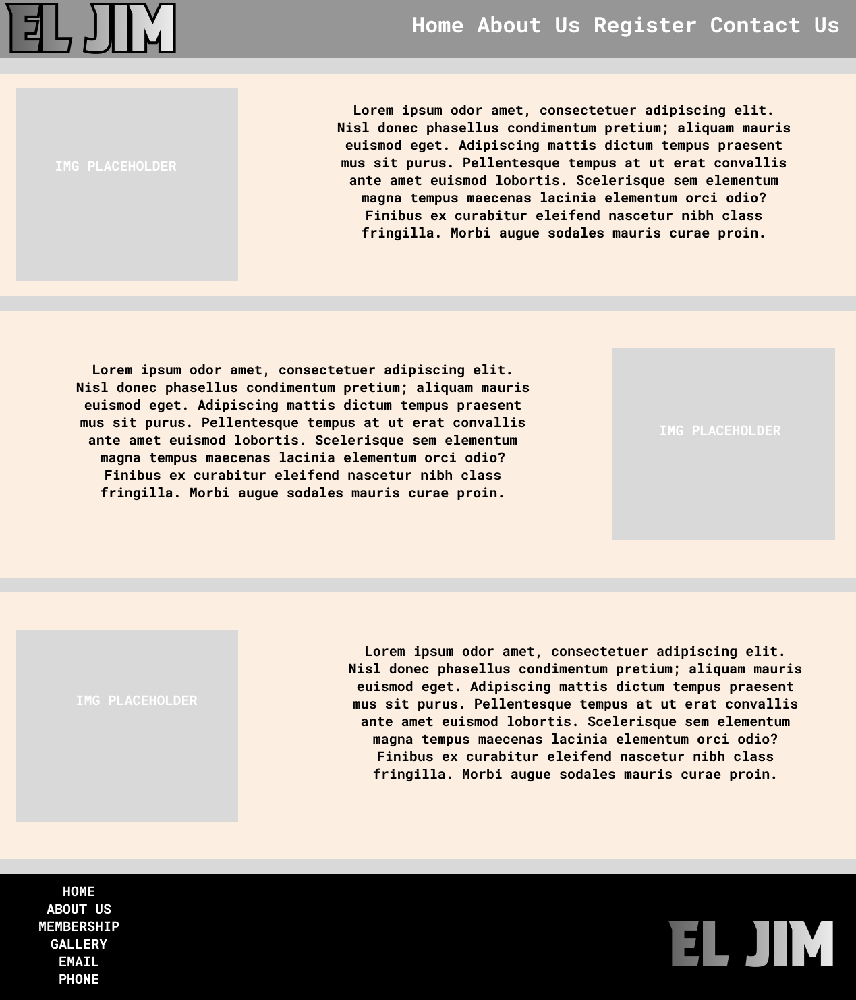 EL JIM
Home About Us Register Contact Us
IMG PLACEHOLDER
Lorem ipsum odor amet, consectetuer adipiscing elit.
Nisl donec phasellus condimentum pretium; aliquam mauris
euismod eget. Adipiscing mattis dictum tempus praesent
mus sit purus. Pellentesque tempus at ut erat convallis
ante amet euismod lobortis. Scelerisque sem elementum
magna tempus maecenas lacinia elementum orci odio?
Finibus ex curabitur eleifend nascetur nibh class
fringilla. Morbi augue sodales mauris curae proin.
Lorem ipsum odor amet, consectetuer adipiscing elit.
Nisl donec phasellus condimentum pretium; aliquam mauris
euismod eget. Adipiscing mattis dictum tempus praesent
mus sit purus. Pellentesque tempus at ut erat convallis
ante amet euismod lobortis. Scelerisque sem elementum
magna tempus maecenas lacinia elementum orci odio?
Finibus ex curabitur eleifend nascetur nibh class
fringilla. Morbi augue sodales mauris curae proin.
IMG PLACEHOLDER
IMG PLACEHOLDER
Lorem ipsum odor amet, consectetuer adipiscing elit.
Nisl donec phasellus condimentum pretium; aliquam mauris
euismod eget. Adipiscing mattis dictum tempus praesent
mus sit purus. Pellentesque tempus at ut erat convallis
ante amet euismod lobortis. Scelerisque sem elementum
magna tempus maecenas lacinia elementum orci odio?
Finibus ex curabitur eleifend nascetur nibh class
fringilla. Morbi augue sodales mauris curae proin.
HOME
ABOUT US
MEMBERSHIP
GALLERY
EMAIL
PHONE
EL JIM